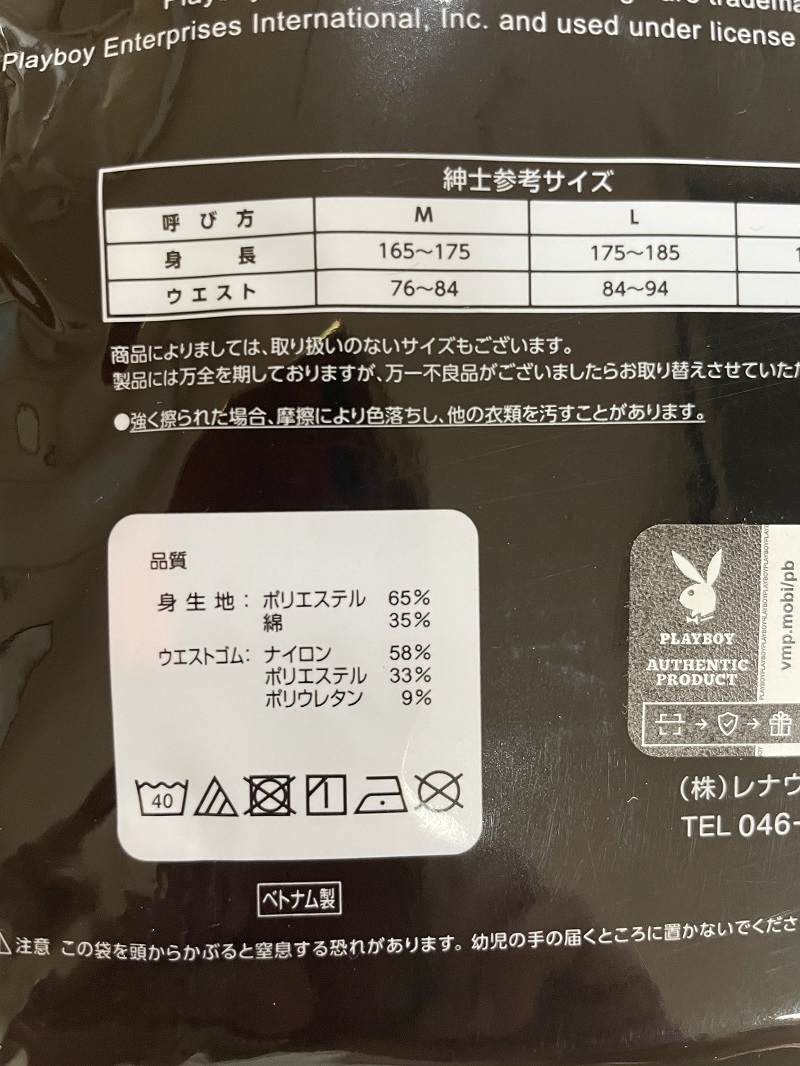 Playboy Enterprises International, Inc. and used under license
紳士参考サイズ
呼び方 M L
身長 165〜175 175〜185
ウエスト 76〜84 84〜94
商品によりましては、取り扱いのないサイズもございます。
製品には万全を期しておりますが、万一不良品がございましたらお取り替えさせていただ
●強く擦られた場合、摩擦により色落ちし、他の衣類を汚すことがあります。
品質
身生地: ポリエステル 65%
綿 35%
ウエストゴム: ナイロン 58%
ポリエステル 33%
ポリウレタン 9%
40
ベトナム製
PLAYBOY
AUTHENTIC
PRODUCT
vmp.mobi/pb
(株)レナウ
TEL 046-
注意 この袋を頭からかぶると窒息する恐れがあります。幼児の手の届くところに置かないでくださ